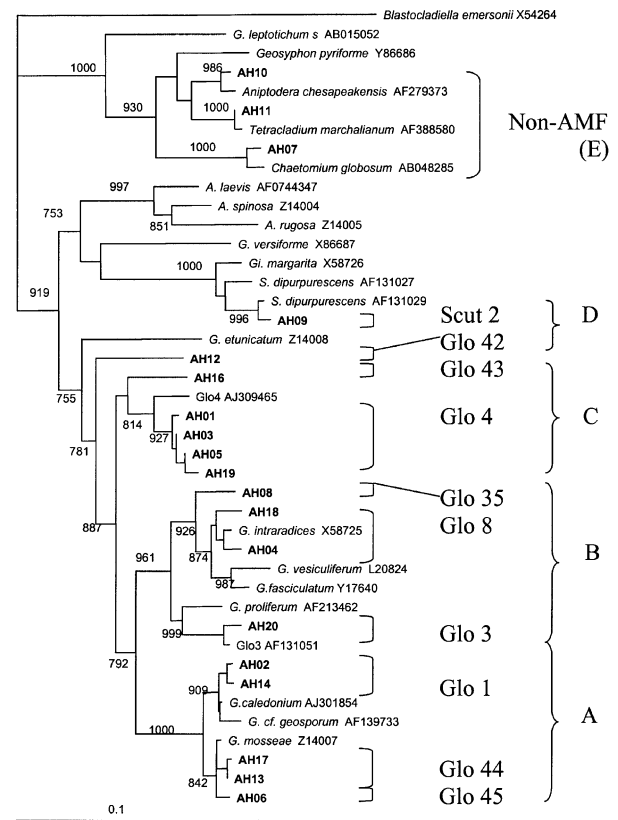 Blastocladiella emersonii X54264
G. leptotichum s AB015052
1000
Geosyphon pyriforme Y86686
986
AH10
Aniptodera chesapeakensis AF279373
930
1000
AH11
Tetracladium marchalianum AF388580
Non-AMF
(E)
1000
AH07
Chaetomium globosum AB048285
997
A. laevis AF0744347
A. spinosa Z14004
753
851
A. rugosa Z14005
G. versiforme X86687
1000
Gi. margarita X58726
S. dipurpurescens AF131027
919
S. dipurpurescens AF131029
996
AH09
Scut 2
D
G. etunicatum Z14008
Glo 42
AH12
755
AH16
Glo 43
Glo4 AJ309465
814
AH01
Glo 4
C
927
AH03
781
AH05
AH19
AH08
Glo 35
887
AH18
926
G. intraradices X58725
Glo 8
AH04
B
961
874
G. vesiculiferum L20824
987
G.fasciculatum Y17640
G. proliferum AF213462
AH20
999
Glo 3
Glo3 AF131051
792
AH02
AH14
909
Glo 1
G.caledonium AJ301854
G. cf. geosporum AF139733
A
1000
G. mosseae Z14007
AH17
Glo 44
842
AH13
AH06
Glo 45
0.1